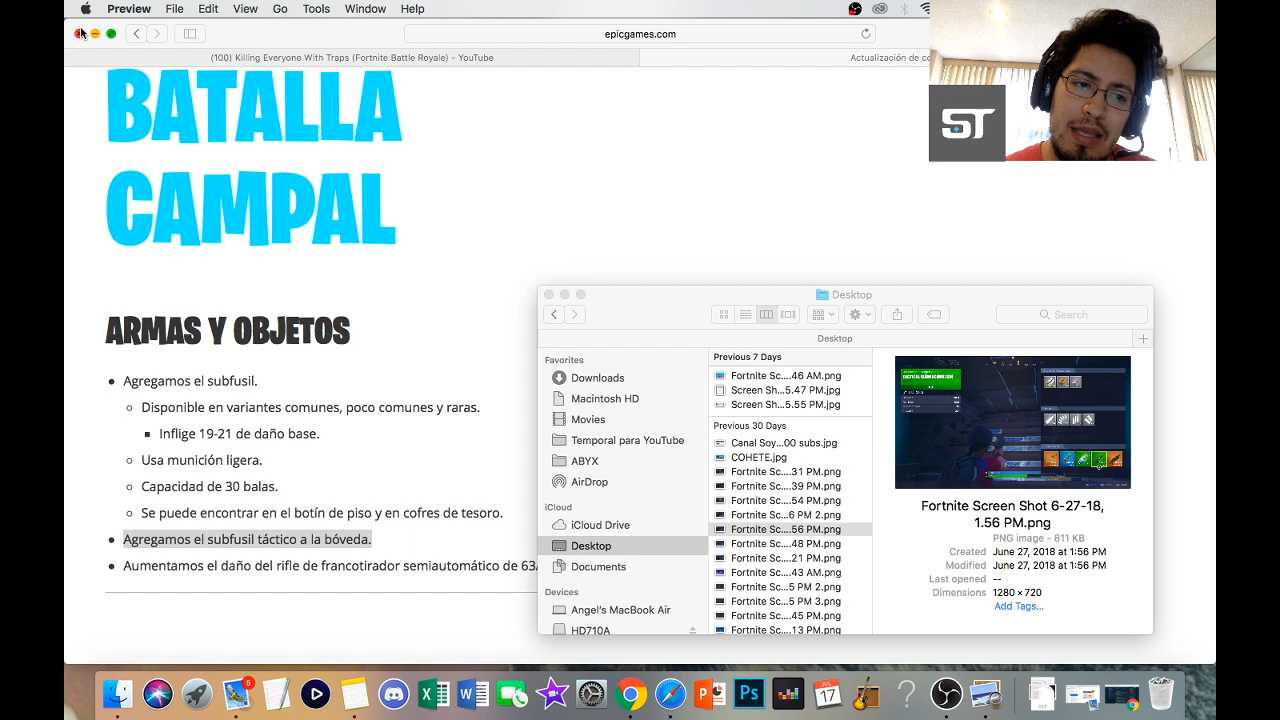 Preview File Edit View Go Tools Window Help
epicgames.com
(100) Killing Everyone With Traps (Fortnite Battle Royale) - YouTube
Actualización de co
ST
BATALLA
CAMPAL
ARMAS Y OBJETOS
Agregamos el subfusil.
Disponible en variantes comunes, poco comunes y raras.
Inflige 19-21 de daño base.
Usa munición ligera.
Capacidad de 30 balas.
Se puede encontrar en el botín de piso y en cofres de tesoro.
Agregamos el subfusil táctico a la bóveda.
Aumentamos el daño del rifle de francotirador semiautomático de 63/
Desktop
Search
Desktop
Favorites
Downloads
Macintosh HD
Movies
Temporal para YouTube
ABYX
AirDrop
iCloud
iCloud Drive
Desktop
Documents
Devices
Angel's MacBook Air
HD710A
Previous 7 Days
Fortnite Sc....46 AM.png
Screen Sh...5.47 PM.jpg
Screen Sh...5.55 PM.jpg
Previous 30 Days
Canal Soy...00 subs.jpg
COHETE.jpg
Fortnite Sc....31 PM.png
Fortnite Sc....39 PM.png
Fortnite Sc....54 PM.png
Fortnite Sc...6 PM 2.png
Fortnite Sc....56 PM.png
Fortnite Sc....48 PM.png
Fortnite Sc....21 PM.png
Fortnite Sc....43 AM.png
Fortnite Sc...5 PM 2.png
Fortnite Sc...5 PM 3.png
Fortnite Sc....45 PM.png
Fortnite Sc....13 PM.png
Fortnite Screen Shot 6-27-18,
1.56 PM.png
PNG image - 811 KB
Created June 27, 2018 at 1:56 PM
Modified June 27, 2018 at 1:56 PM
Last opened --
Dimensions 1280 × 720
Add Tags...
5
17